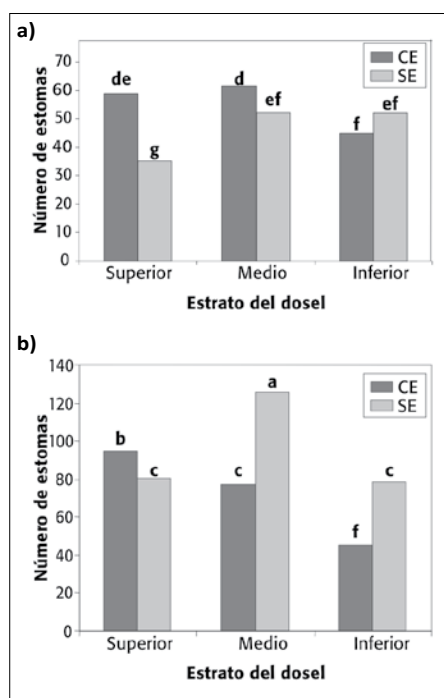 a)
CE
SE
Número de estomas
70
60
50
40
30
20
10
0
de
g
d
ef
f
ef
Superior
Medio
Inferior
Estrato del dosel
b)
CE
SE
Número de estomas
140
120
100
80
60
40
20
0
b
c
c
a
f
c
Superior
Medio
Inferior
Estrato del dosel